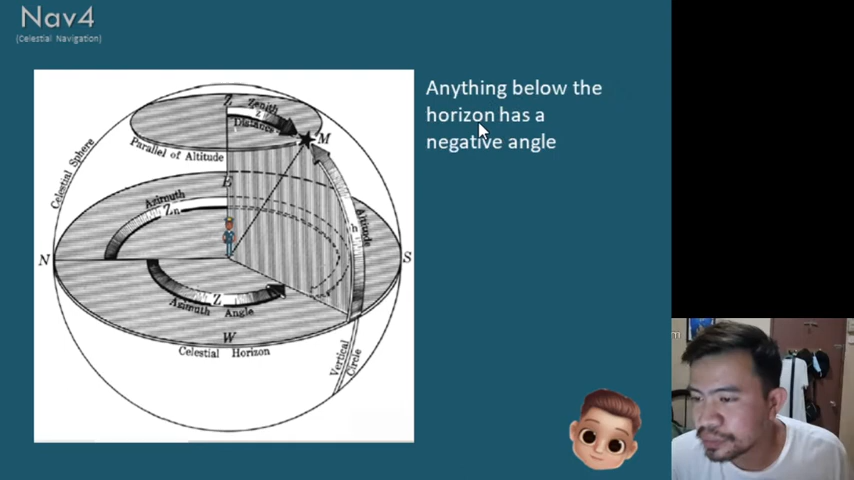 Nav4
(Celestial Navigation)
Anything below the
horizon has a
negative angle
Z
Zenith
z
Distance
M
Parallel of Altitude
Celestial Sphere
E
Azimuth
Zn
Altitude
h
N
S
Z
Azimuth Angle
W
Celestial Horizon
Vertical
Circle